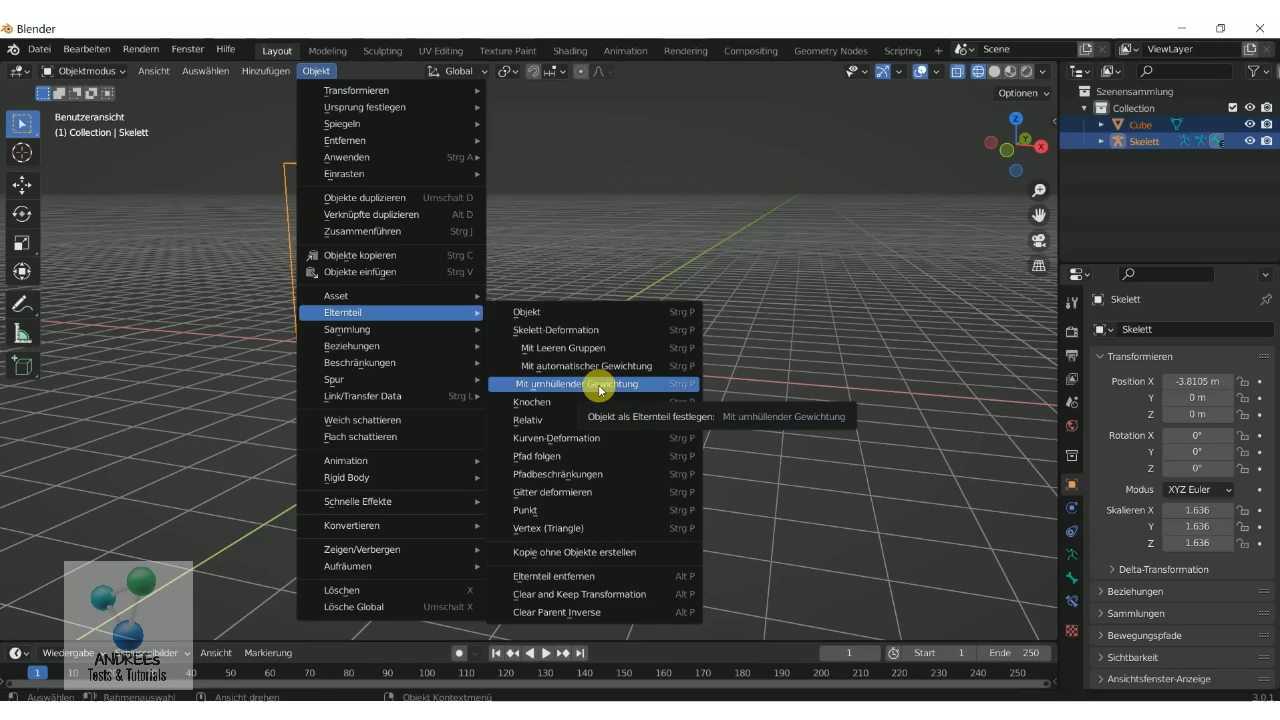 Blender
Datei Bearbeiten Rendern Fenster Hilfe Layout Modeling Sculpting UV Editing Texture Paint Shading Animation Rendering Compositing Geometry Nodes Scripting + Scene ViewLayer
Objektmodus Ansicht Auswählen Hinzufügen Objekt Global
Optionen
Benutzeransicht
(1) Collection | Skelett
Transformieren
Ursprung festlegen
Spiegeln
Entfernen
Anwenden Strg A
Einrasten
Objekte duplizieren Umschalt D
Verknüpfte duplizieren Alt D
Zusammenführen Strg J
Objekte kopieren Strg C
Objekte einfügen Strg V
Asset
Elternteil
Sammlung
Beziehungen
Beschränkungen
Spur
Link/Transfer Data Strg L
Weich schattieren
Flach schattieren
Animation
Rigid Body
Schnelle Effekte
Konvertieren
Zeigen/Verbergen
Aufräumen
Löschen X
Lösche Global Umschalt X
Objekt Strg P
Skelett-Deformation Strg P
Mit Leeren Gruppen Strg P
Mit automatischer Gewichtung Strg P
Mit umhüllender Gewichtung Strg P
Knochen Strg P
Relativ
Objekt als Elternteil festlegen: Mit umhüllender Gewichtung
Kurven-Deformation Strg P
Pfad folgen Strg P
Pfadbeschränkungen Strg P
Gitter deformieren Strg P
Punkt Strg P
Vertex (Triangle) Strg P
Kopie ohne Objekte erstellen
Elternteil entfernen Alt P
Clear and Keep Transformation Alt P
Clear Parent Inverse Alt P
Z
Y
X
Szenensammlung
Collection
Cube
Skelett
Skelett
Skelett
Transformieren
Position X -3.8105 m
Y 0 m
Z 0 m
Rotation X 0°
Y 0°
Z 0°
Modus XYZ Euler
Skalieren X 1.636
Y 1.636
Z 1.636
Delta-Transformation
Beziehungen
Sammlungen
Bewegungspfade
Sichtbarkeit
Ansichtsfenster-Anzeige
Wiedergabe Ansicht Markierung 1 Start 1 Ende 250
1 10 50 60 70 80 90 100 110 120 130 140 150 160 170 180 190 200 210 220 230 240 250
ANDREEs
Tests & Tutorials
Auswählen Rahmenauswahl Ansicht drehen Objekt Kontextmenü 3.0.1